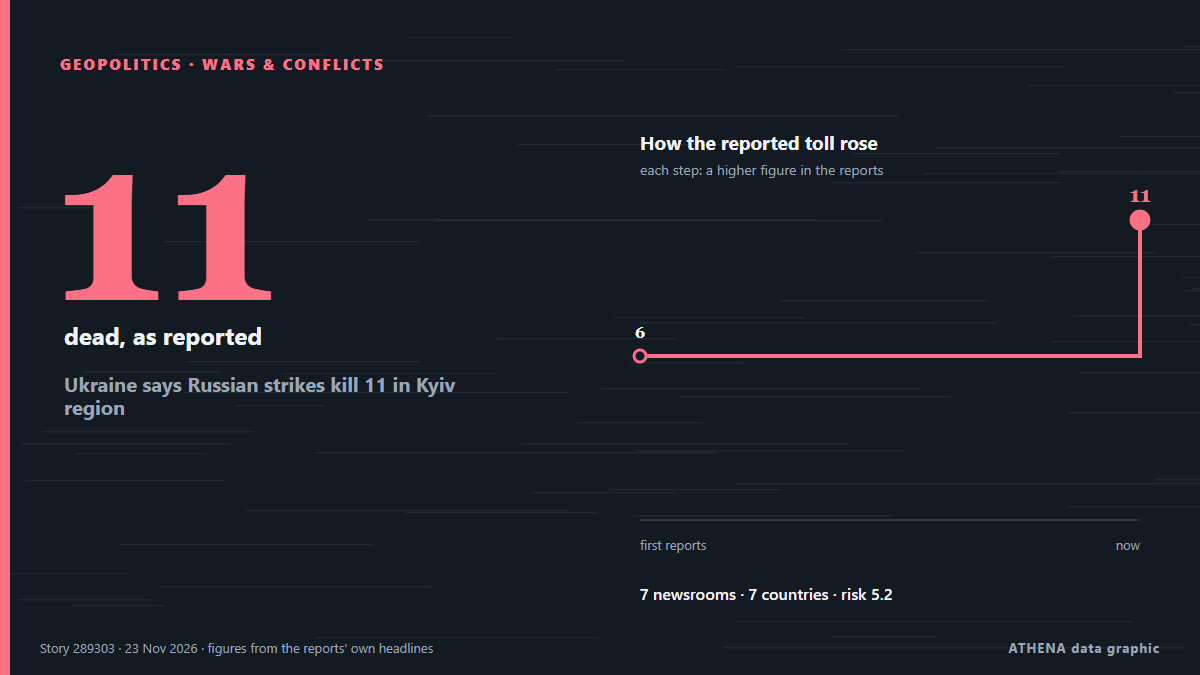 GEOPOLITICS · WARS & CONFLICTS
11
dead, as reported
Ukraine says Russian strikes kill 11 in Kyiv
region
How the reported toll rose
each step: a higher figure in the reports
11
6
first reports
now
7 newsrooms · 7 countries · risk 5.2
Story 289303 · 23 Nov 2026 · figures from the reports' own headlines
ATHENA data graphic